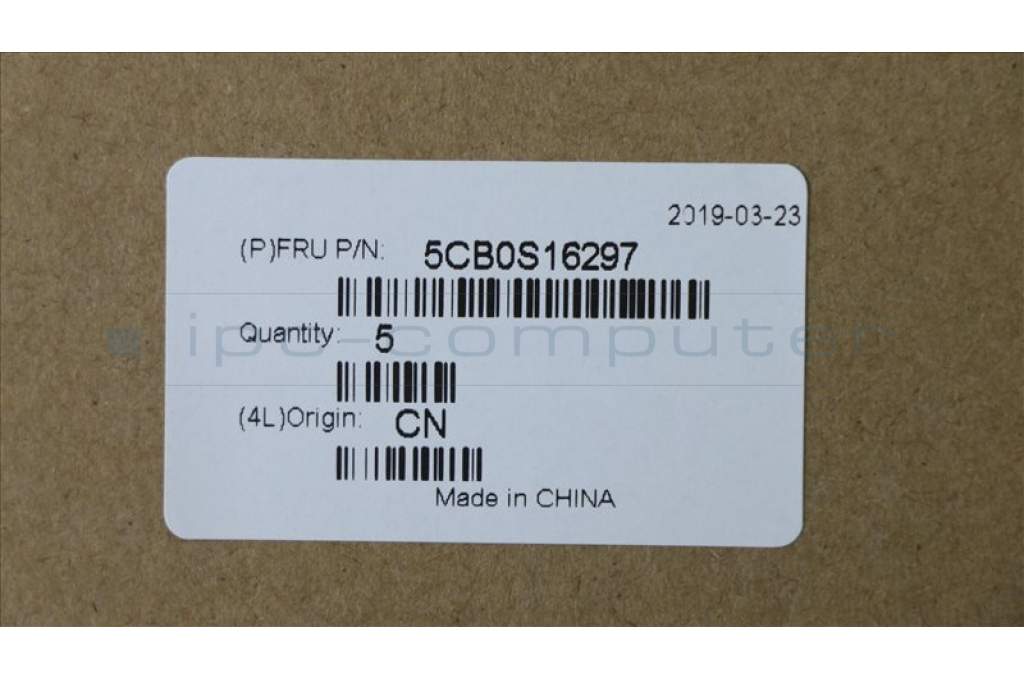 2019-03-23
(P)FRU P/N: 5CB0S16297
Quantity: 5
ipc-computer
(4L)Origin: CN
Made in CHINA